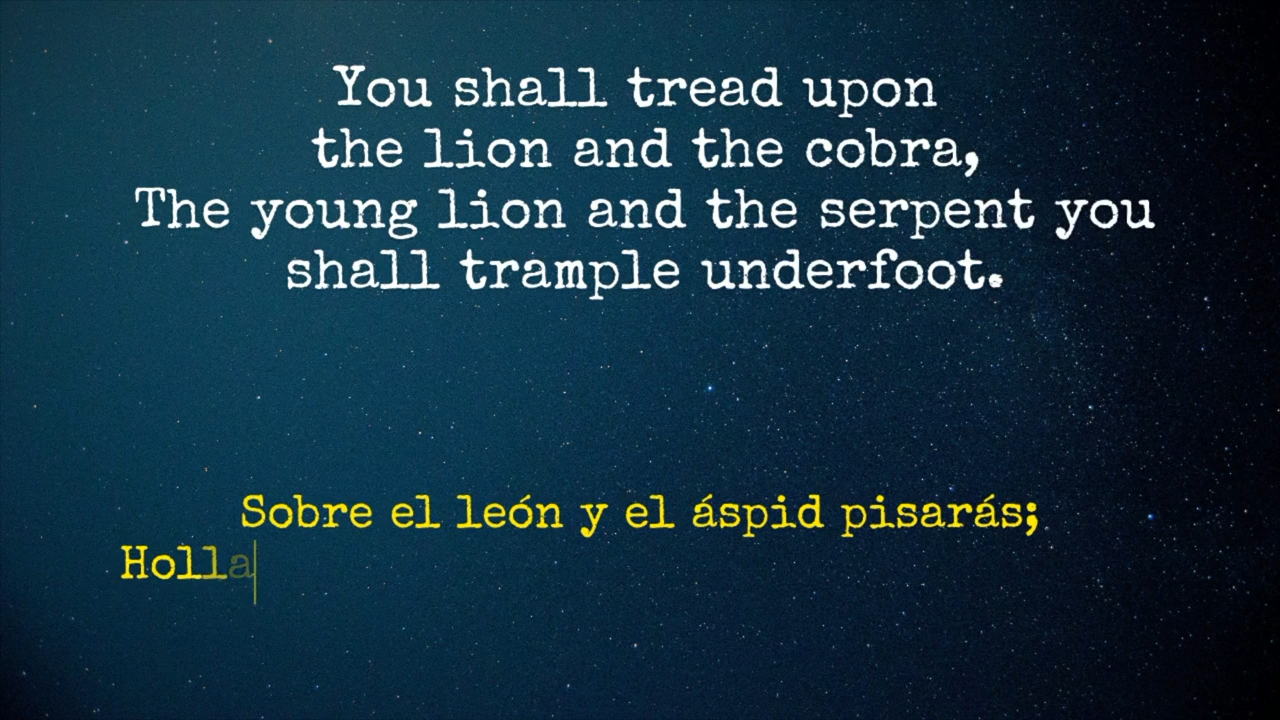 You shall tread upon
the lion and the cobra,
The young lion and the serpent you
shall trample underfoot.
Sobre el león y el áspid pisarás;
Holla